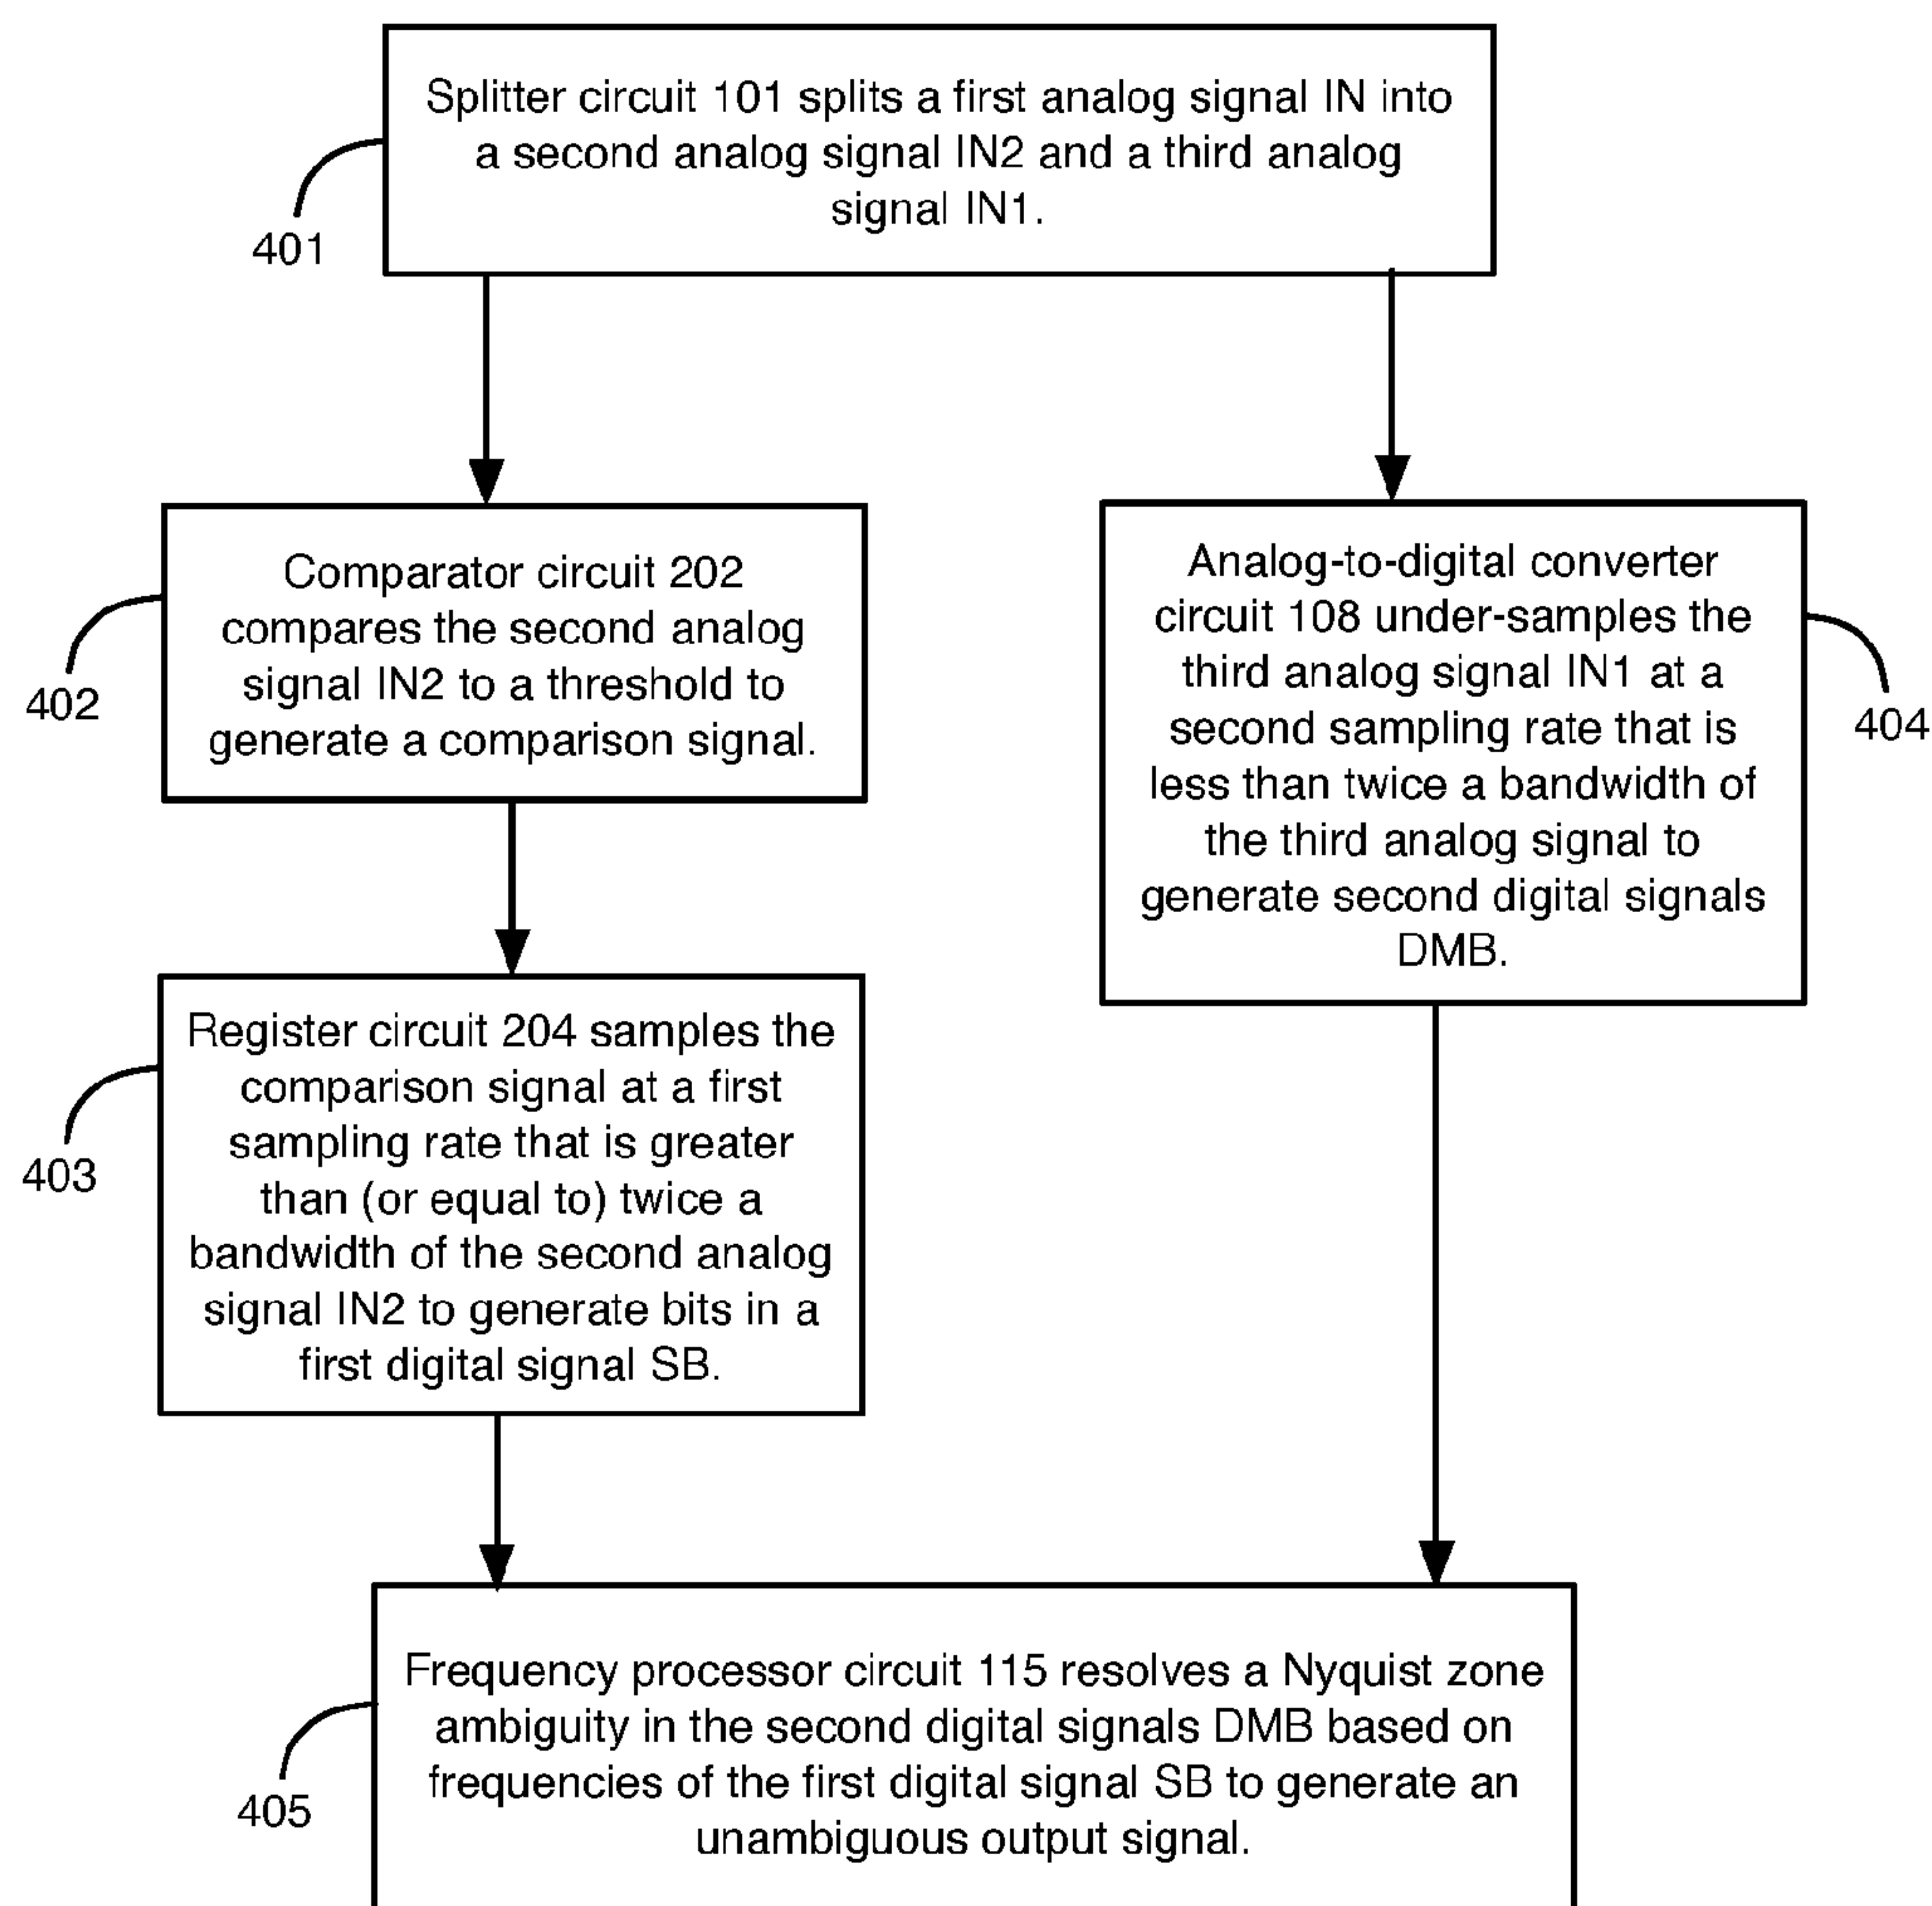 Splitter circuit 101 splits a first analog signal IN into
a second analog signal IN2 and a third analog
signal IN1.
401
Comparator circuit 202
compares the second analog
signal IN2 to a threshold to
generate a comparison signal.
402
Analog-to-digital converter
circuit 108 under-samples the
third analog signal IN1 at a
second sampling rate that is
less than twice a bandwidth of
the third analog signal to
generate second digital signals
DMB.
404
Register circuit 204 samples the
comparison signal at a first
sampling rate that is greater
than (or equal to) twice a
bandwidth of the second analog
signal IN2 to generate bits in a
first digital signal SB.
403
Frequency processor circuit 115 resolves a Nyquist zone
ambiguity in the second digital signals DMB based on
frequencies of the first digital signal SB to generate an
unambiguous output signal.
405